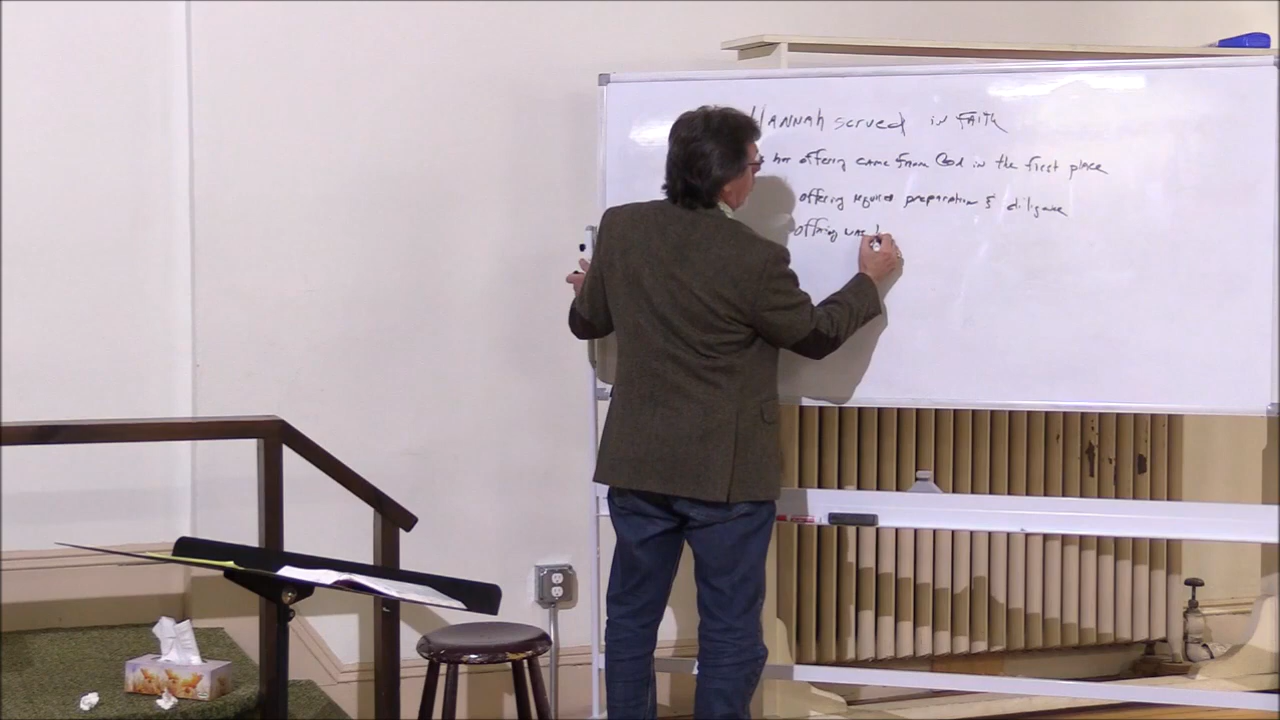 HANNAH served in FAITH
her offering came from God in the first place
offering required preparation & diligence
offering was